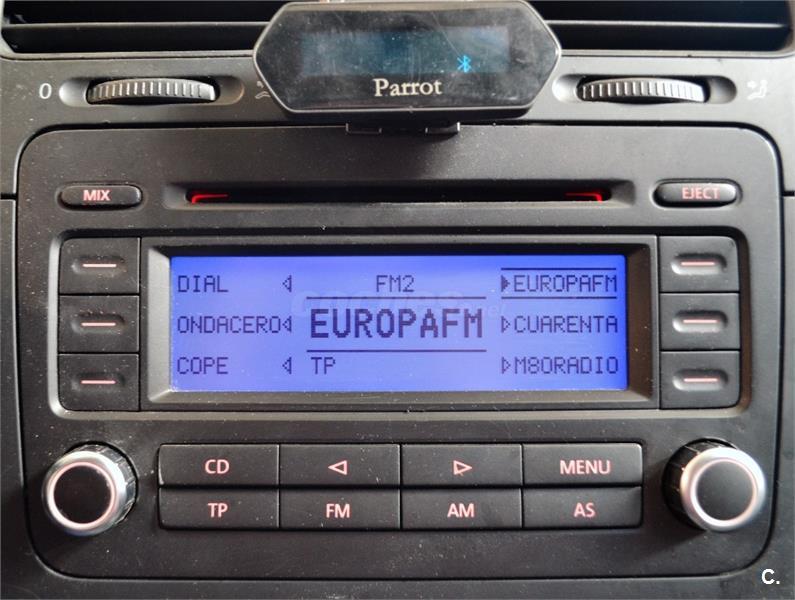 Parrot
0
MIX
EJECT
DIAL FM2 EUROPAFM
ONDACERO EUROPAFM CUARENTA
COPE TP M80RADIO
CD MENU
TP FM AM AS
C.